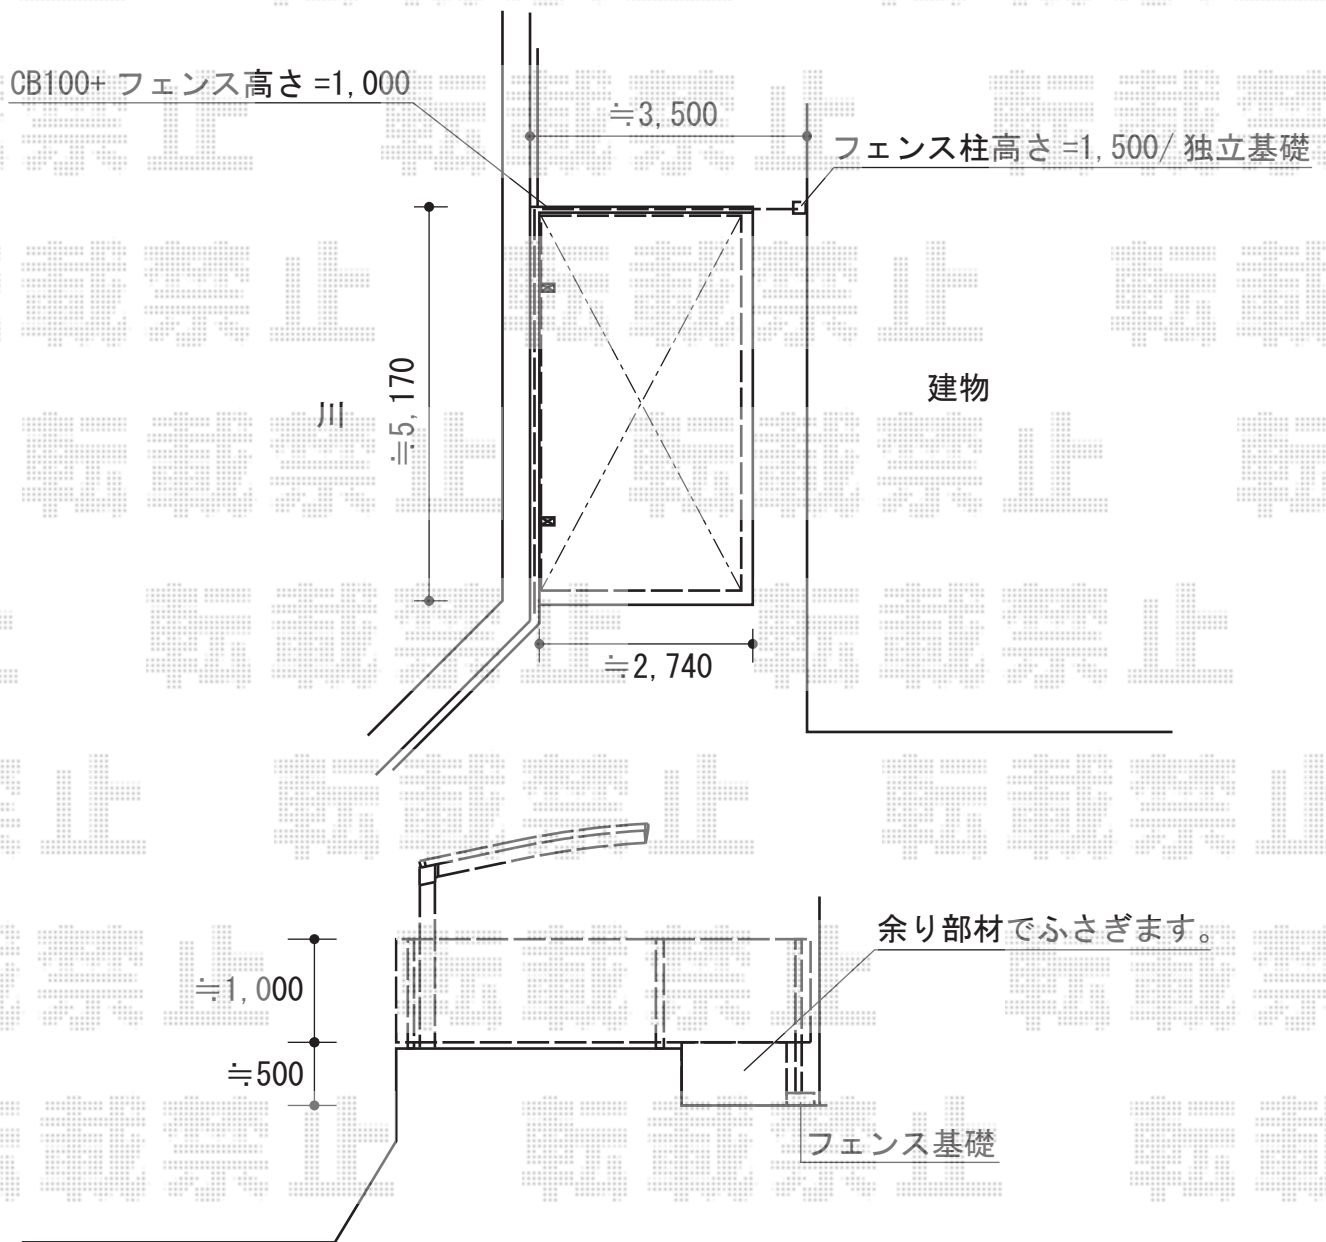 CB100+ フェンス高さ =1,000
≒3,500
フェンス柱高さ =1,500/ 独立基礎
≒5,170
川
建物
≒2,740
余り部材でふさぎます。
≒1,000
≒500
フェンス基礎
転載禁止